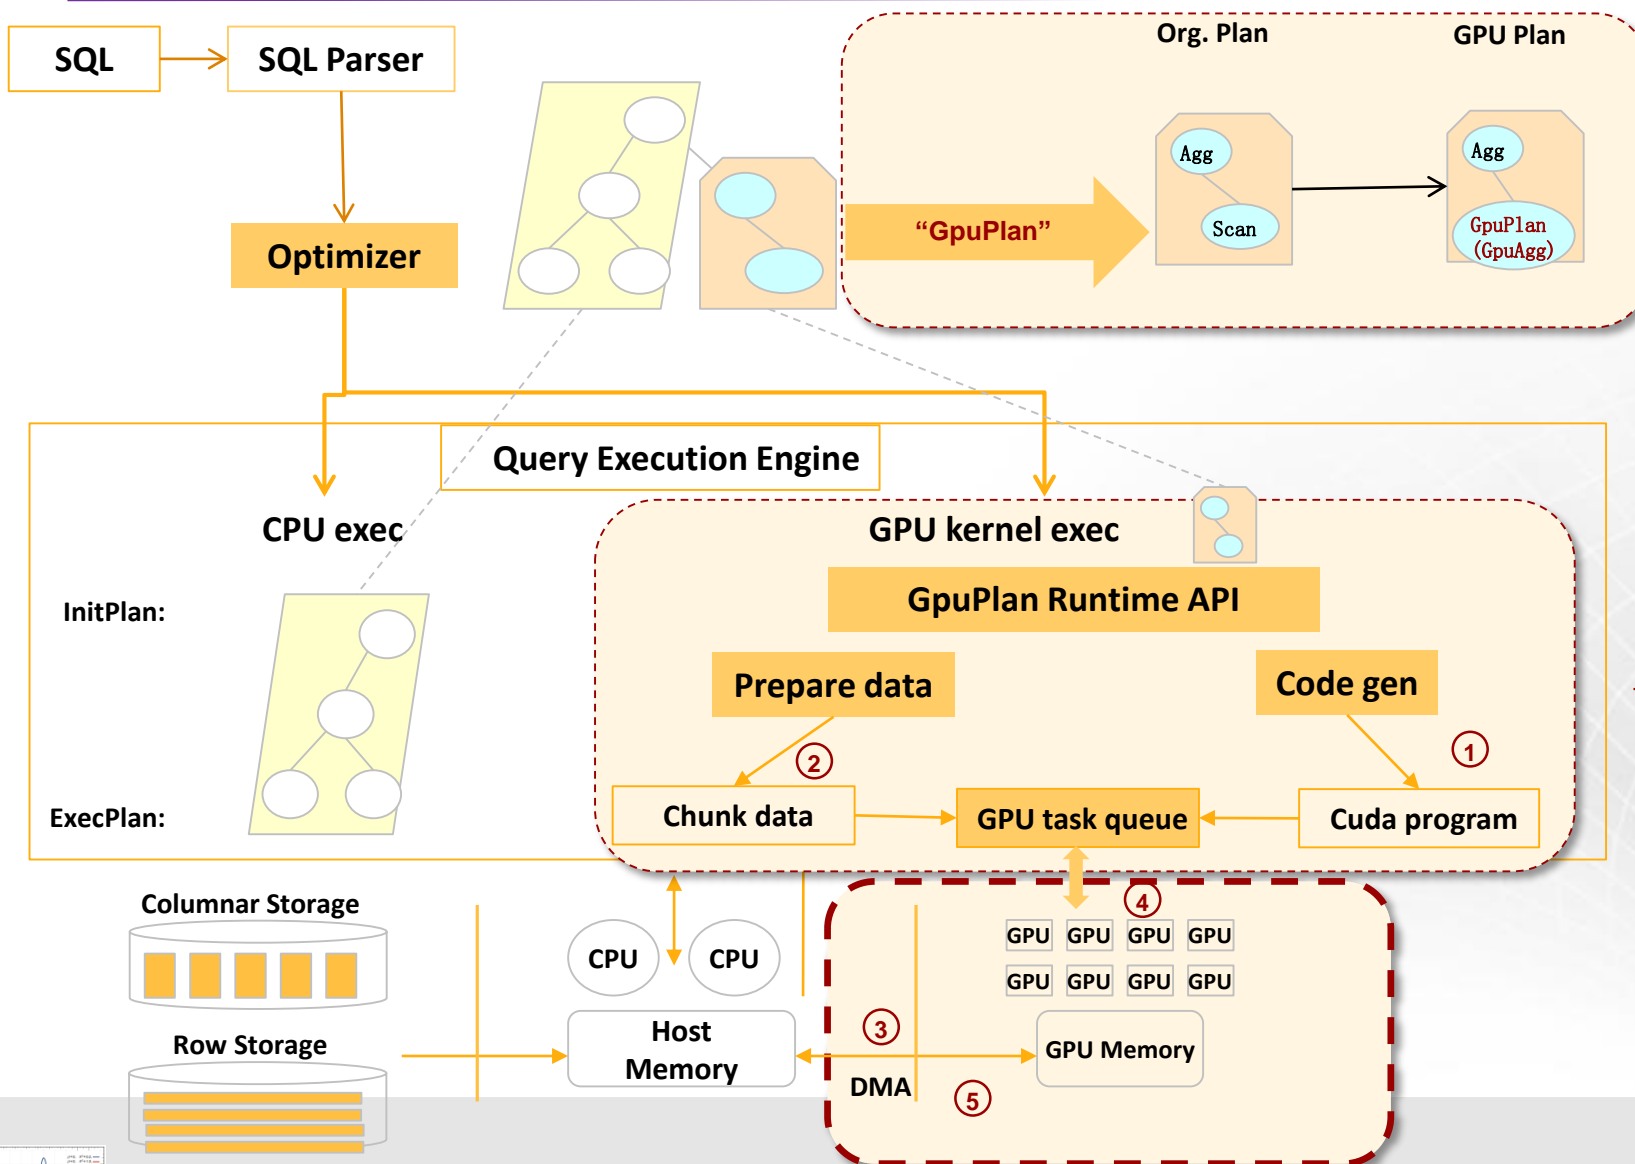 Org. Plan
GPU Plan
SQL
SQL Parser
Agg
Scan
Agg
GpuPlan
(GpuAgg)
“GpuPlan”
Optimizer
Query Execution Engine
CPU exec
GPU kernel exec
GpuPlan Runtime API
InitPlan:
Prepare data
Code gen
2
1
ExecPlan:
Chunk data
GPU task queue
Cuda program
Columnar Storage
4
CPU
CPU
GPU GPU GPU GPU
GPU GPU GPU GPU
Row Storage
Host
Memory
3
GPU Memory
DMA
5